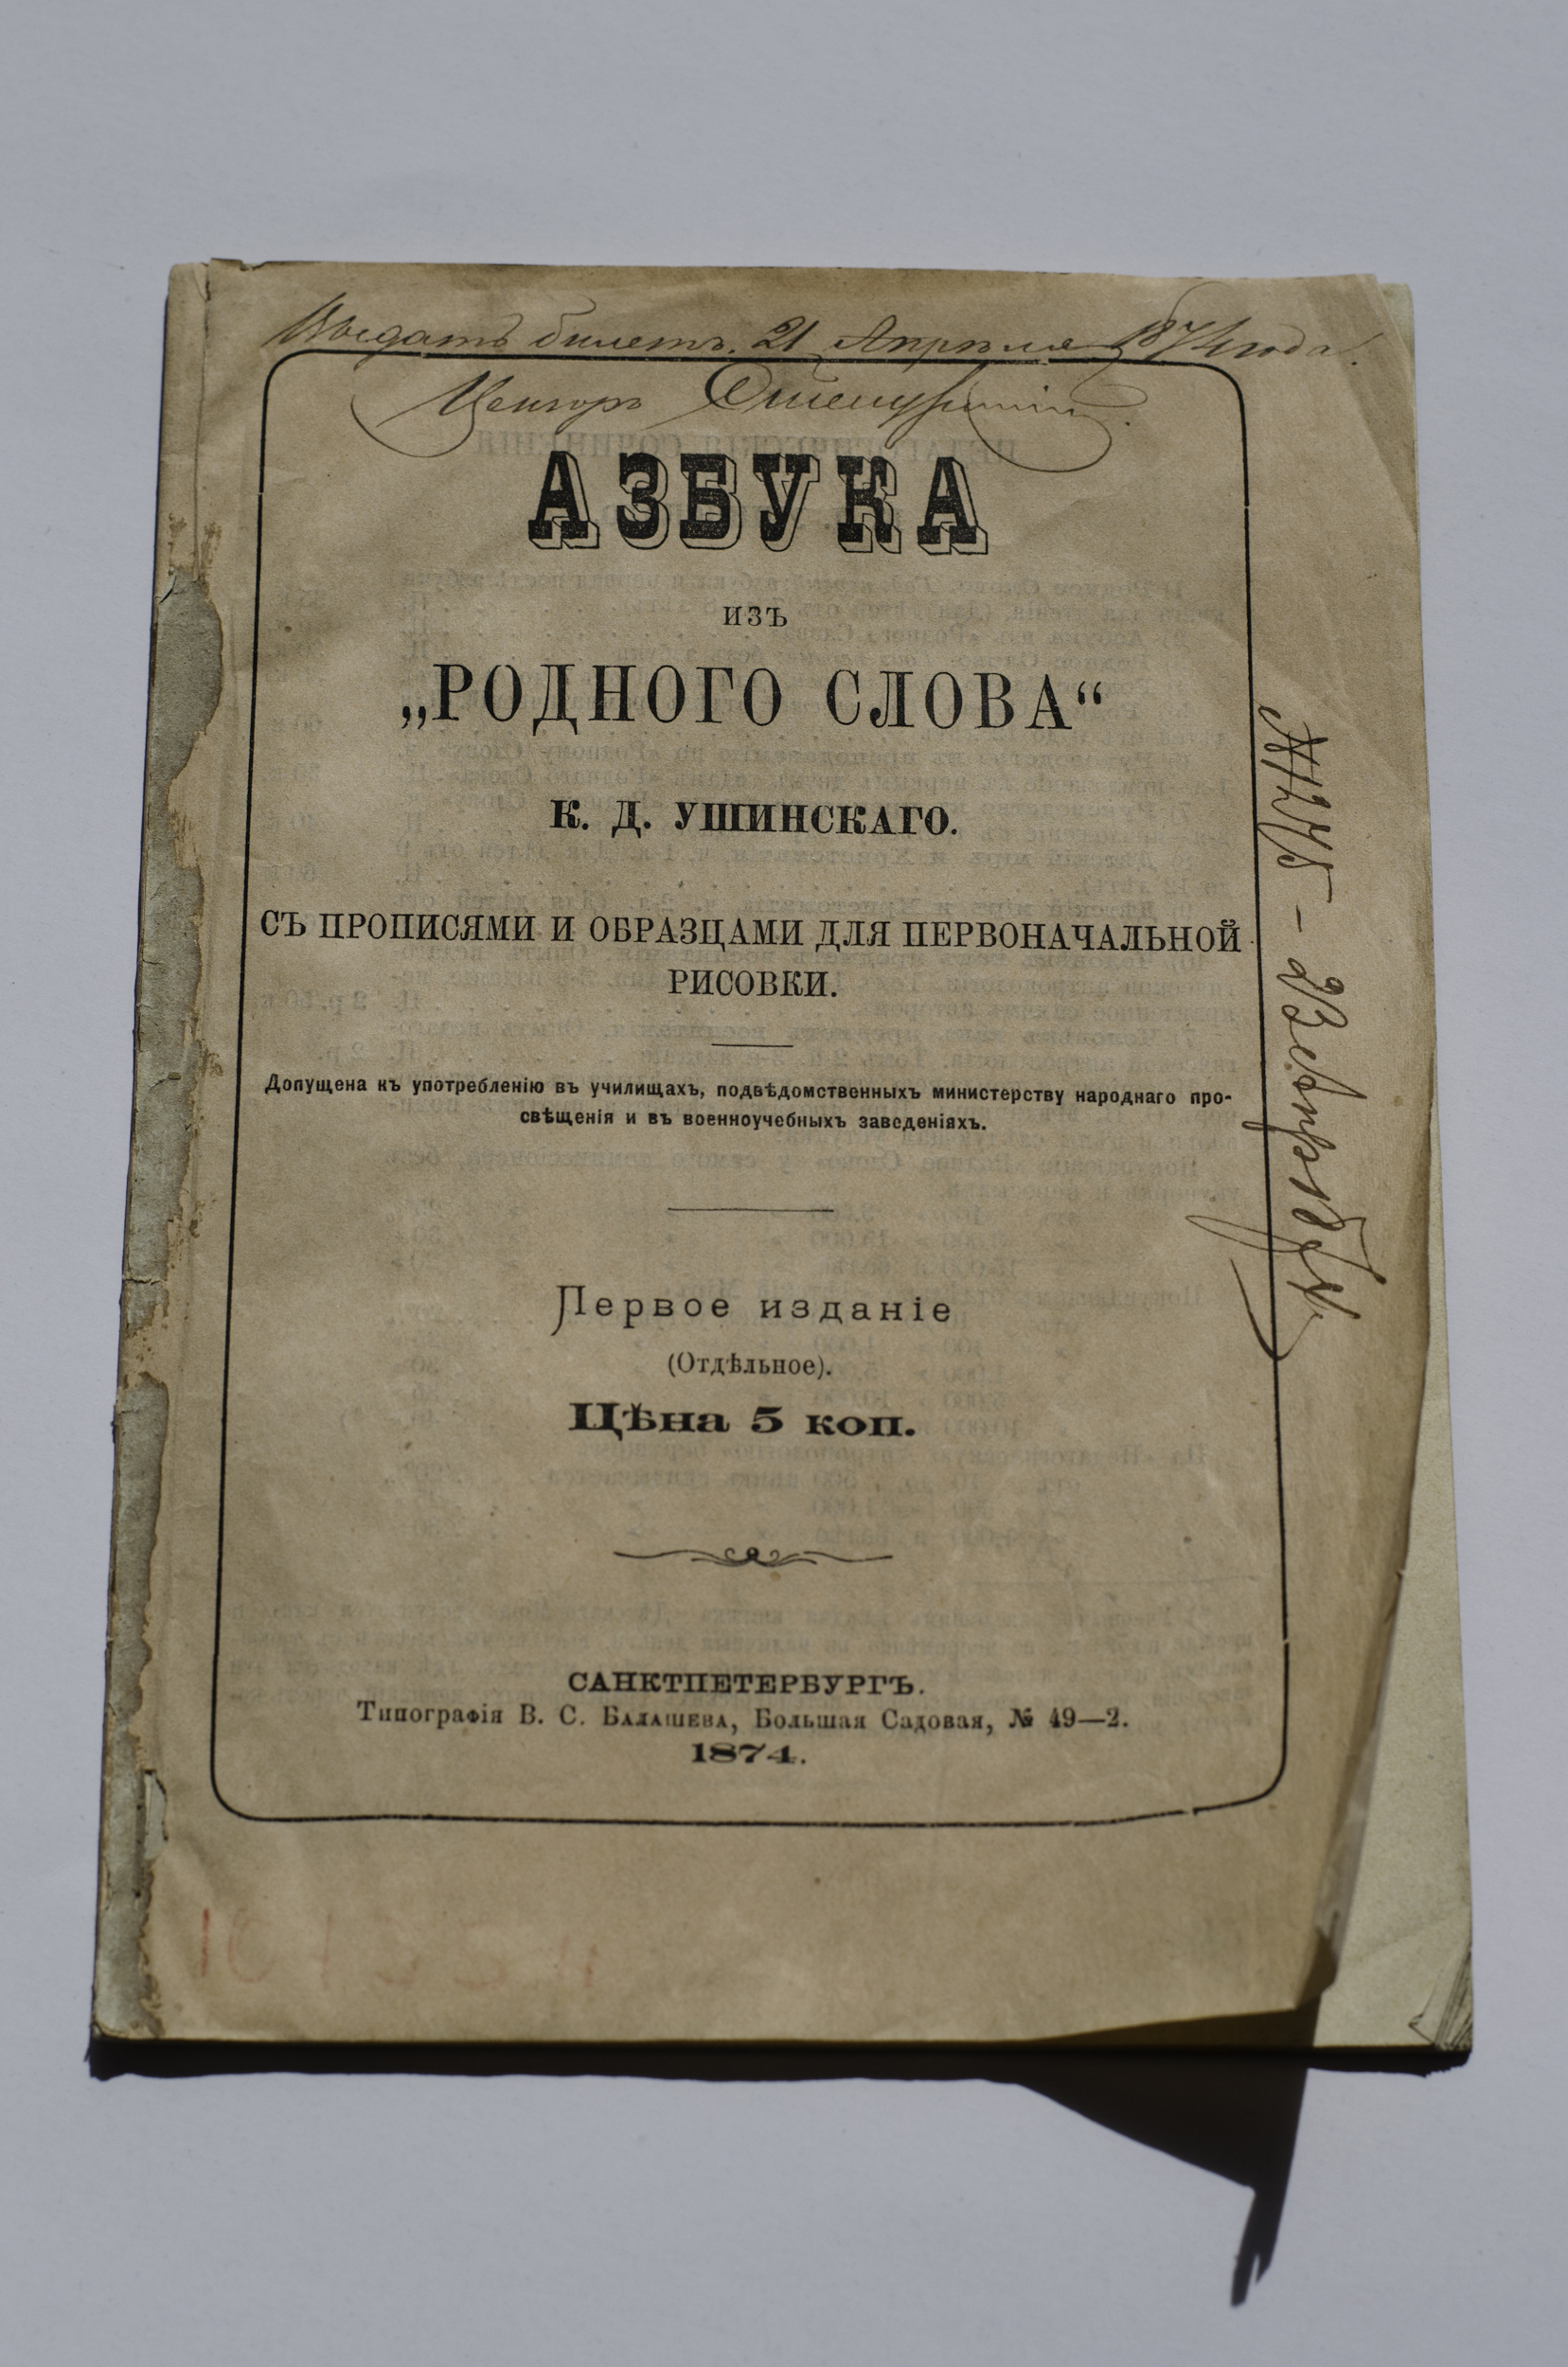 Выдать билетъ. 21 Апрѣля 1874 года.
Ценсоръ
АЗБУКА
ИЗЪ
„РОДНОГО СЛОВА“
К. Д. УШИНСКАГО.
СЪ ПРОПИСЯМИ И ОБРАЗЦАМИ ДЛЯ ПЕРВОНАЧАЛЬНОЙ
РИСОВКИ.
Допущена къ употребленію въ училищахъ, подвѣдомственныхъ министерству народнаго про-
свѣщенія и въ военноучебныхъ заведеніяхъ.
Первое изданіе
(Отдѣльное).
Цѣна 5 коп.
САНКТПЕТЕРБУРГЪ.
Типографія В. С. Балашева, Большая Садовая, № 49—2.
1874.